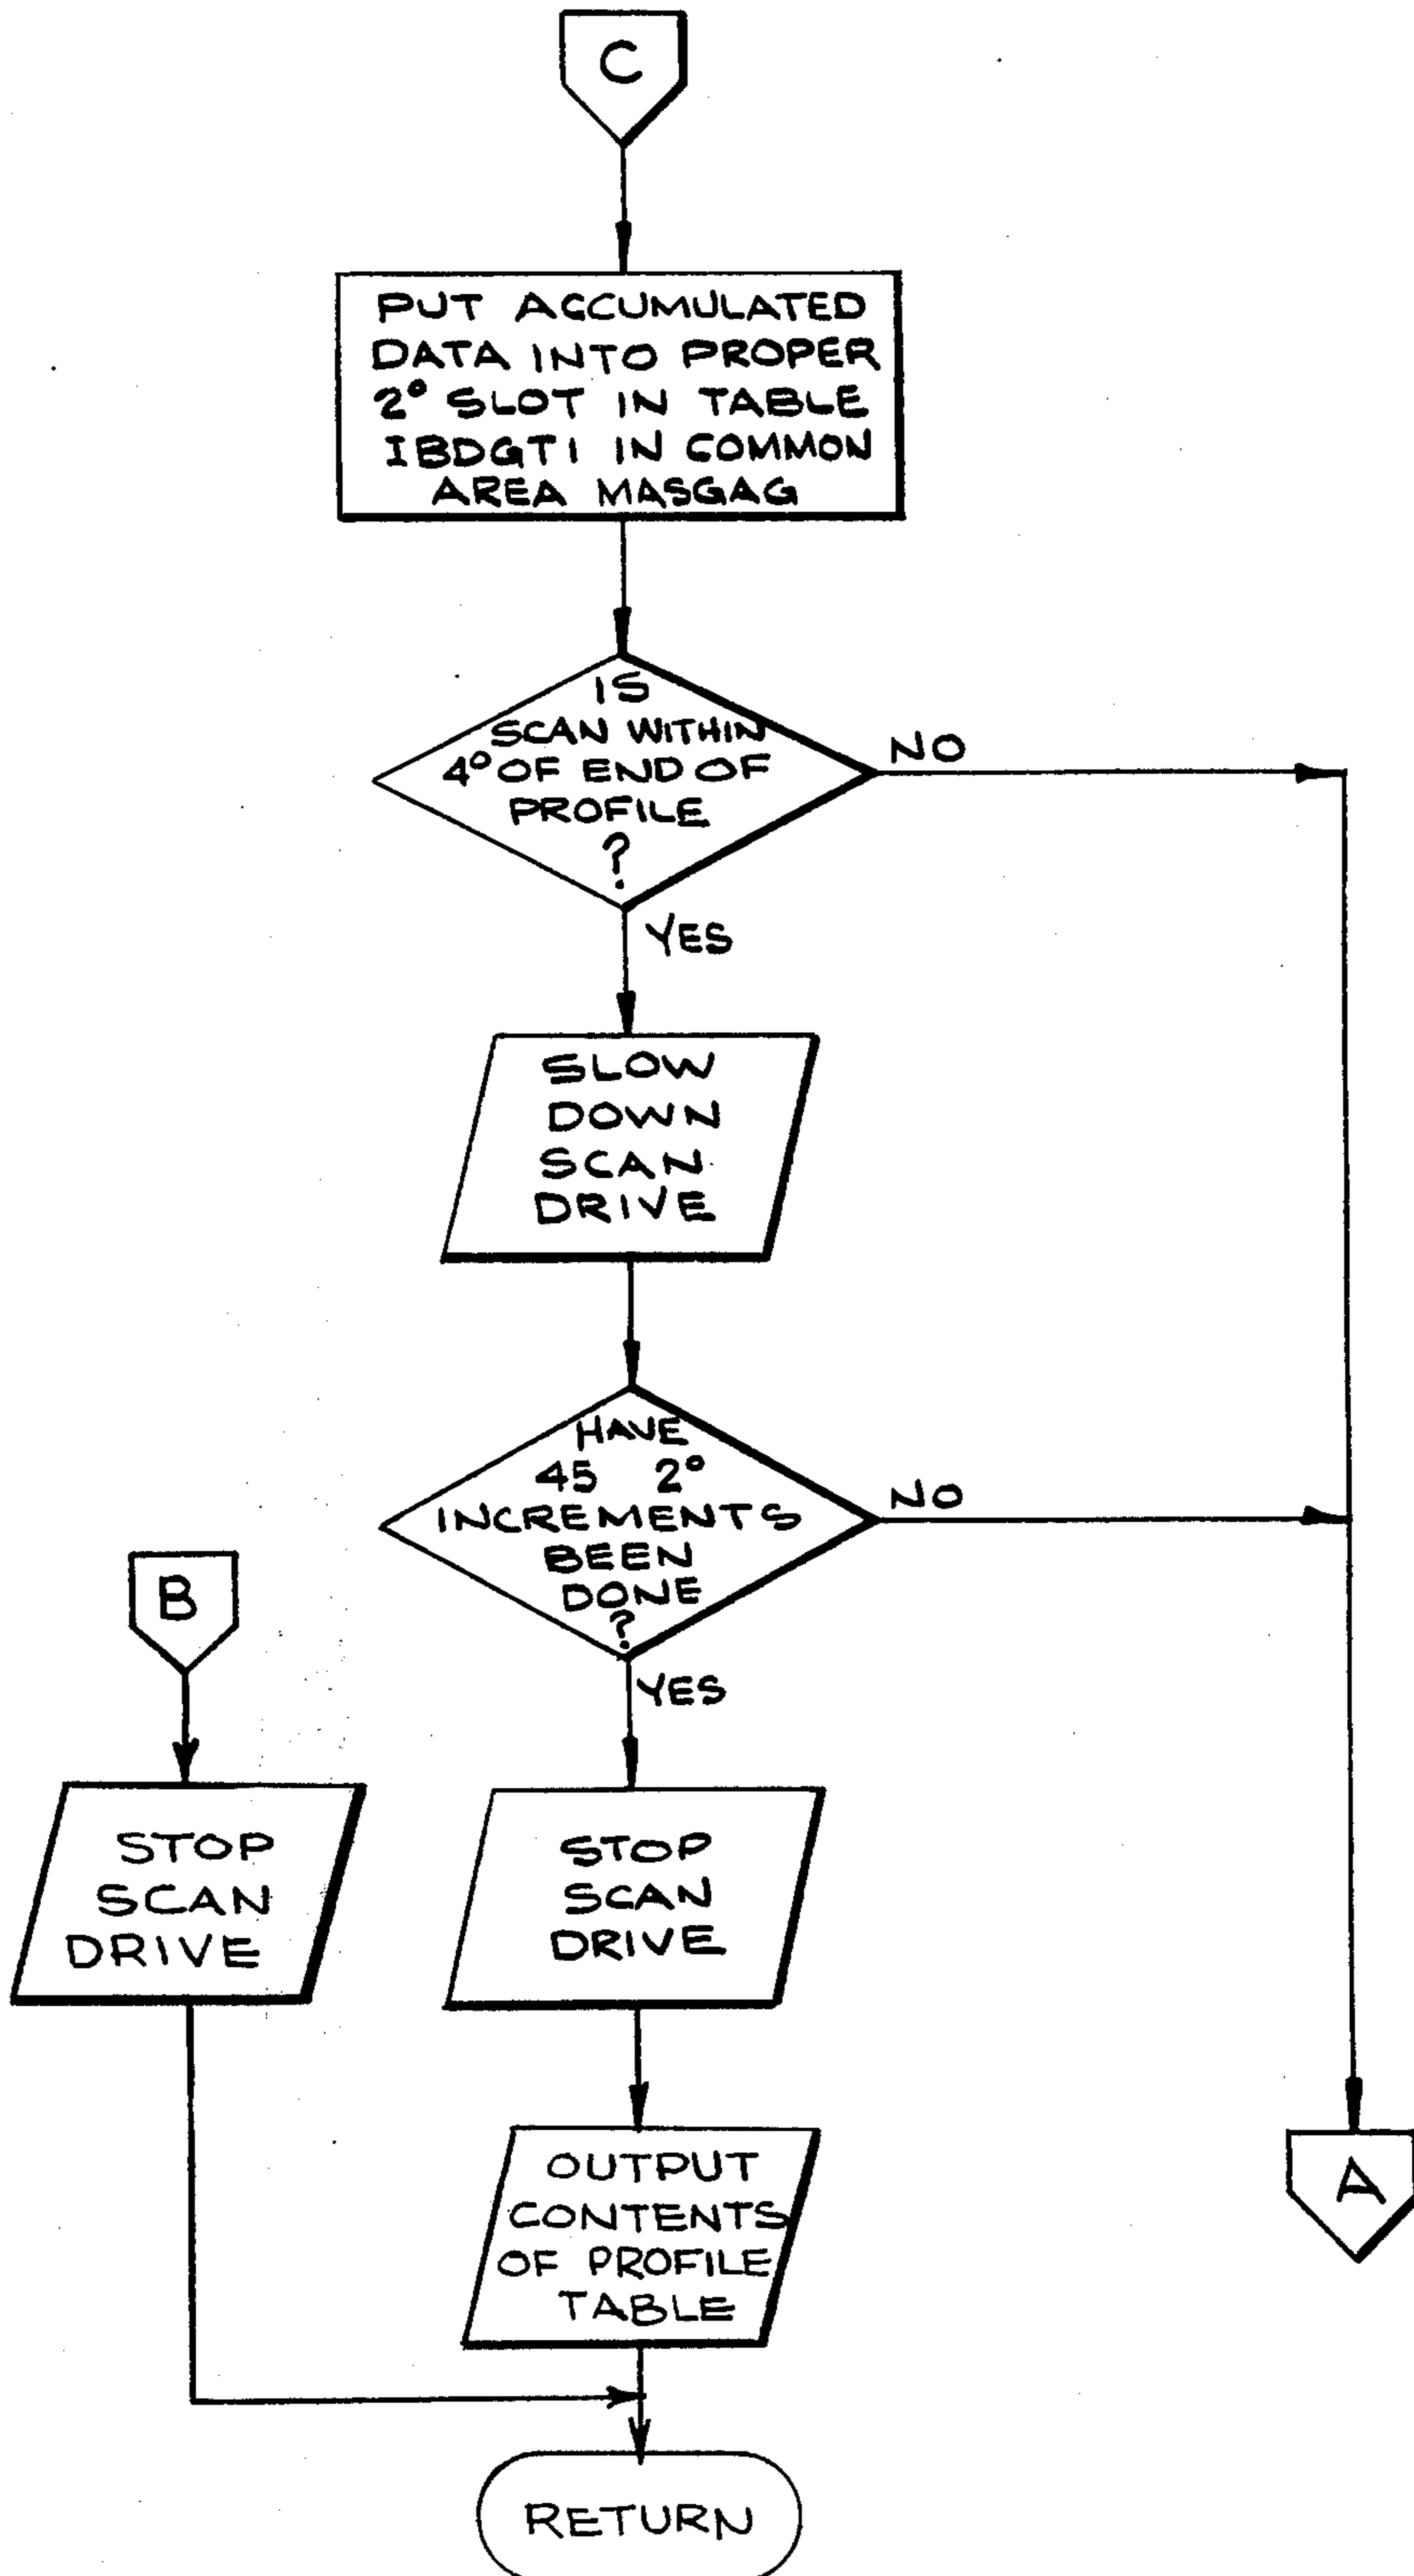 C
PUT ACCUMULATED
DATA INTO PROPER
2° SLOT IN TABLE
IBDGT1 IN COMMON
AREA MASGAG
IS
SCAN WITHIN
4° OF END OF
PROFILE
?
NO
YES
SLOW
DOWN
SCAN
DRIVE
HAVE
45 2°
INCREMENTS
BEEN
DONE
?
NO
YES
B
STOP
SCAN
DRIVE
STOP
SCAN
DRIVE
OUTPUT
CONTENTS
OF PROFILE
TABLE
A
RETURN